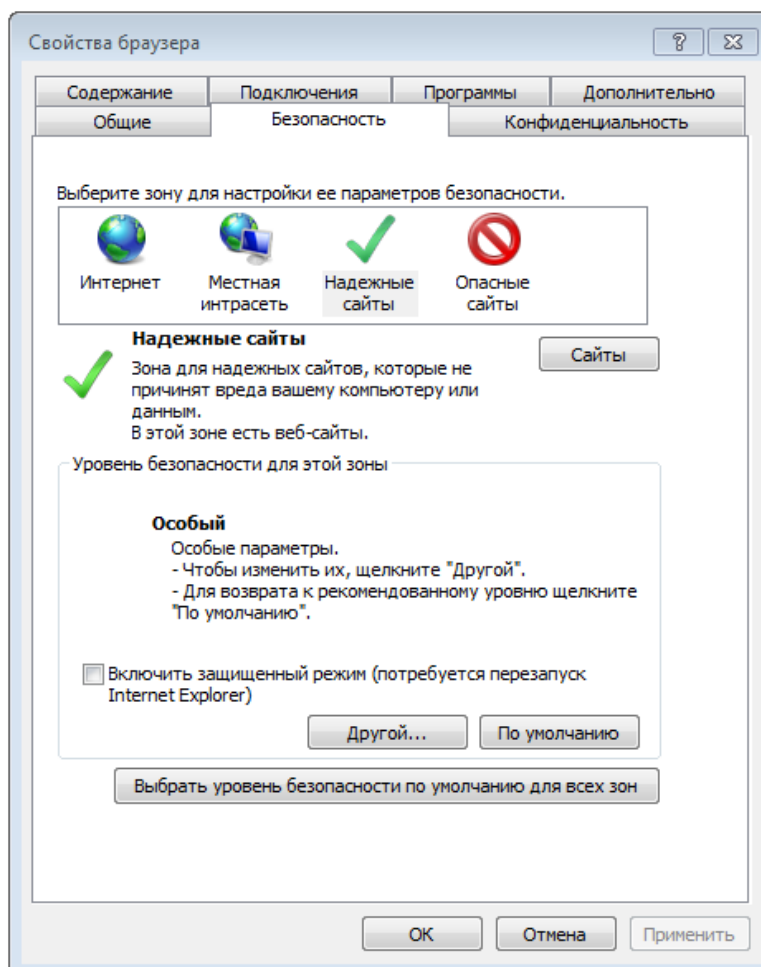 Свойства браузера
Содержание Подключения Программы Дополнительно
Общие Безопасность Конфиденциальность
Выберите зону для настройки ее параметров безопасности.
Интернет Местная интрасеть Надежные сайты Опасные сайты
Надежные сайты
Сайты
Зона для надежных сайтов, которые не
причинят вреда вашему компьютеру или
данным.
В этой зоне есть веб-сайты.
Уровень безопасности для этой зоны
Особый
Особые параметры.
- Чтобы изменить их, щелкните "Другой".
- Для возврата к рекомендованному уровню щелкните
"По умолчанию".
Включить защищенный режим (потребуется перезапуск
Internet Explorer)
Другой... По умолчанию
Выбрать уровень безопасности по умолчанию для всех зон
ОК Отмена Применить